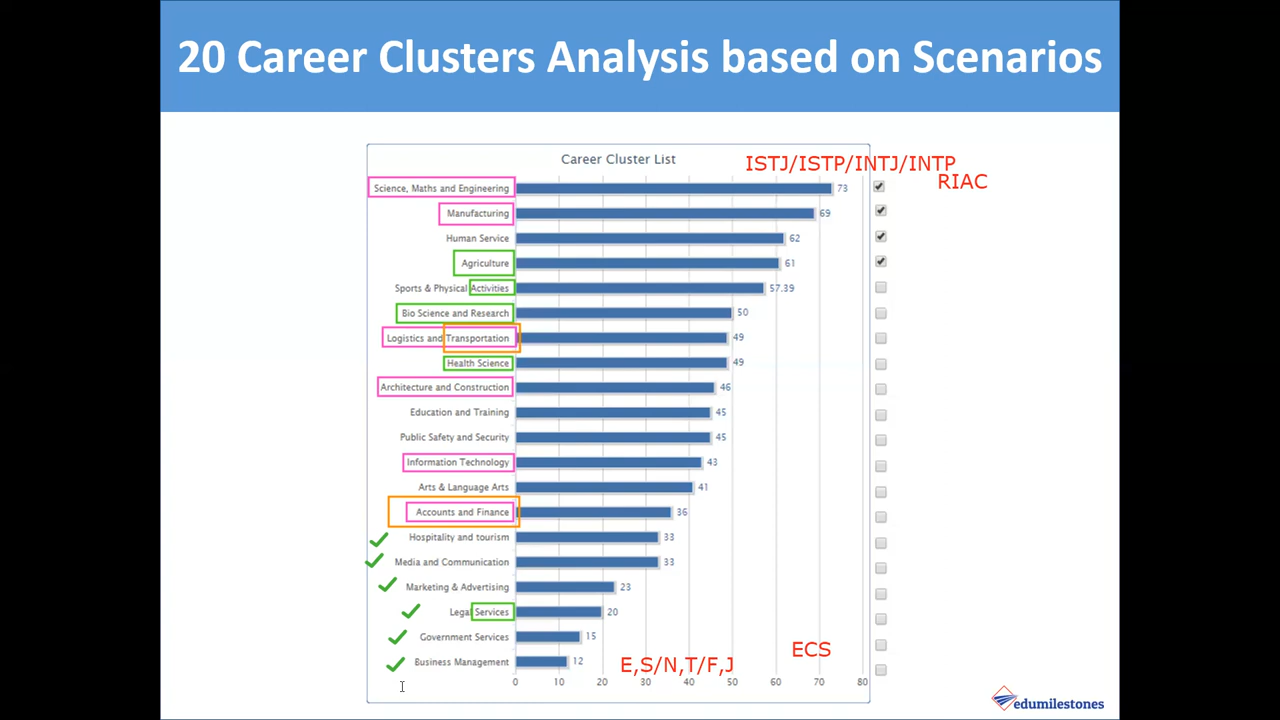 20 Career Clusters Analysis based on Scenarios
Career Cluster List
ISTJ/ISTP/INTJ/INTP
RIAC
Science, Maths and Engineering 73
Manufacturing 69
Human Service 62
Agriculture 61
Sports & Physical Activities 57.39
Bio Science and Research 50
Logistics and Transportation 49
Health Science 49
Architecture and Construction 46
Education and Training 45
Public Safety and Security 45
Information Technology 43
Arts & Language Arts 41
Accounts and Finance 36
Hospitality and tourism 33
Media and Communication 33
Marketing & Advertising 23
Legal Services 20
Government Services 15
Business Management 12
E,S/N,T/F,J
ECS
0 10 20 30 40 50 60 70 80
edumilestones